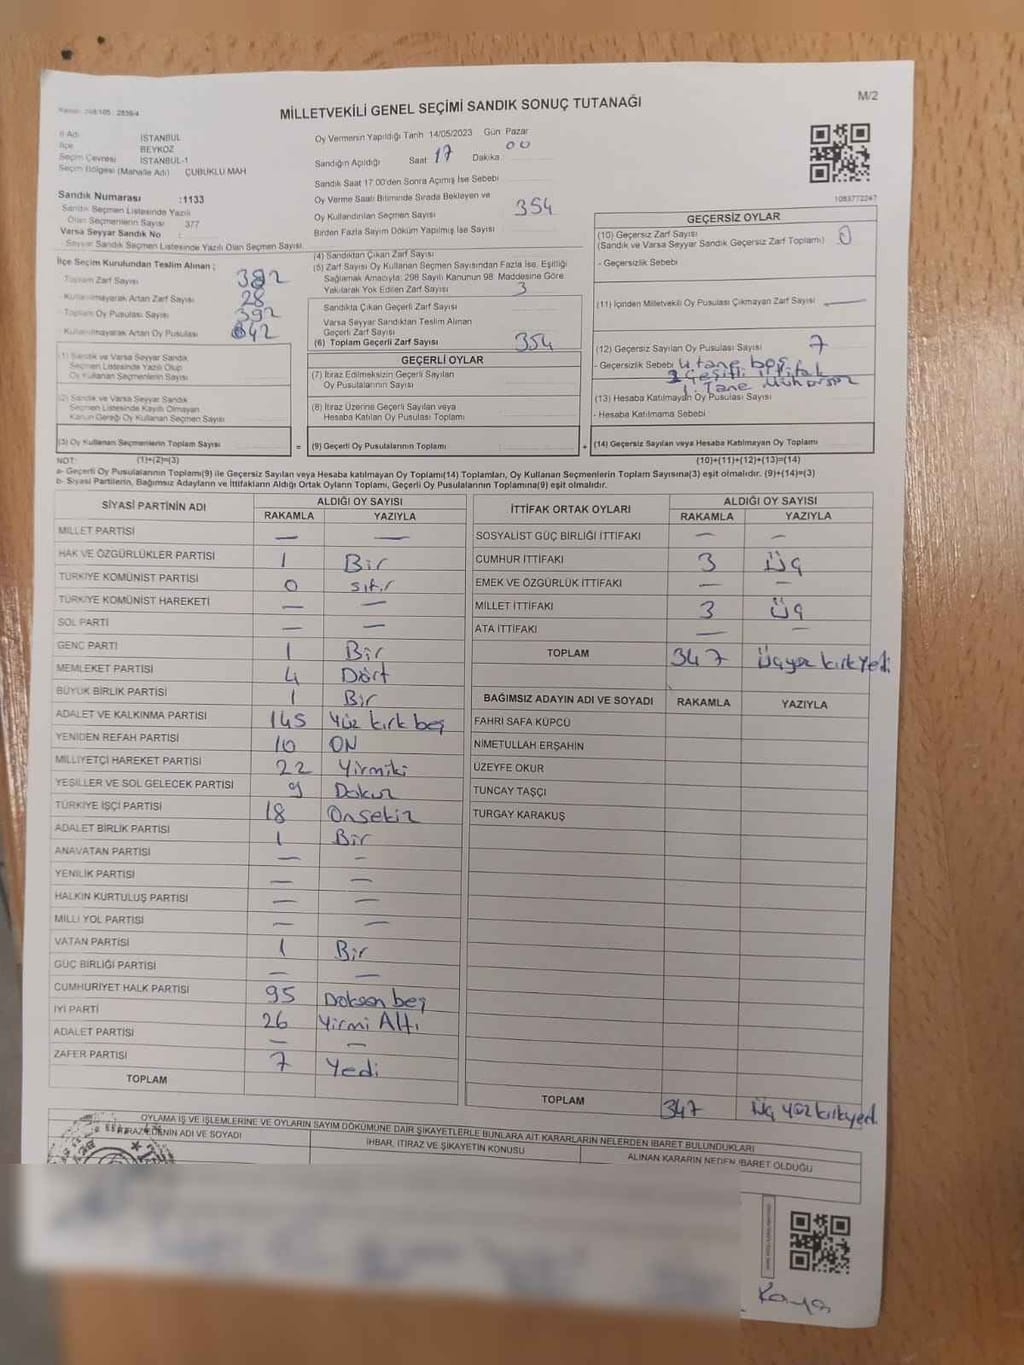 MİLLETVEKİLİ GENEL SEÇİMİ SANDIK SONUÇ TUTANAĞI
M/2
İl Adı İSTANBUL
İlçe BEYKOZ
Seçim Çevresi İSTANBUL-1
Seçim Bölgesi (Mahalle Adı) ÇUBUKLU MAH
Sandık Numarası :1133
Sandık Seçmen Listesinde Yazılı
Olan Seçmenlerin Sayısı 377
Varsa Seyyar Sandık No :
- Seyyar Sandık Seçmen Listesinde Yazılı Olan Seçmen Sayısı
Oy Vermenin Yapıldığı Tarih 14/05/2023 Gün Pazar
Sandığın Açıldığı Saat 17 Dakika 00
Sandık Saat 17:00'den Sonra Açılmış İse Sebebi
Oy Verme Saati Bitiminde Sırada Bekleyen ve
Oy Kullandırılan Seçmen Sayısı 354
Birden Fazla Sayım Döküm Yapılmış İse Sayısı
1083772247
İlçe Seçim Kurulundan Teslim Alınan ;
- Toplam Zarf Sayısı 382
- Kullanılmayarak Artan Zarf Sayısı 28
- Toplam Oy Pusulası Sayısı 392
- Kullanılmayarak Artan Oy Pusulası
(1) Sandık ve Varsa Seyyar Sandık
Seçmen Listesinde Yazılı Olup
Oy Kullanan Seçmenlerin Sayısı
(2) Sandık ve Varsa Seyyar Sandık
Seçmen Listesinde Kayıtlı Olmayan
Kanun Gereği Oy Kullanan Seçmen Sayısı
(3) Oy Kullanan Seçmenlerin Toplam Sayısı
(4) Sandıktan Çıkan Zarf Sayısı
(5) Zarf Sayısı Oy Kullanan Seçmen Sayısından Fazla İse, Eşitliği
Sağlamak Amacıyla; 298 Sayılı Kanunun 98. Maddesine Göre
Yakılarak Yok Edilen Zarf Sayısı 3
Sandıkta Çıkan Geçerli Zarf Sayısı
Varsa Seyyar Sandıktan Teslim Alınan
Geçerli Zarf Sayısı
(6) Toplam Geçerli Zarf Sayısı 354
GEÇERLİ OYLAR
(7) İtiraz Edilmeksizin Geçerli Sayılan
Oy Pusulalarının Sayısı
(8) İtiraz Üzerine Geçerli Sayılan veya
Hesaba Katılan Oy Pusulası Toplamı
= (9) Geçerli Oy Pusulalarının Toplamı
GEÇERSİZ OYLAR
(10) Geçersiz Zarf Sayısı
(Sandık ve Varsa Seyyar Sandık Geçersiz Zarf Toplamı) 0
- Geçersizlik Sebebi
(11) İçinden Milletvekili Oy Pusulası Çıkmayan Zarf Sayısı —
(12) Geçersiz Sayılan Oy Pusulası Sayısı 7
- Geçersizlik Sebebi 4 tane boş
2 Çeşitli İttifak
1 Tane Mühürsüz
(13) Hesaba Katılmayan Oy Pusulası Sayısı
- Hesaba Katılmama Sebebi
+ (14) Geçersiz Sayılan veya Hesaba Katılmayan Oy Toplamı
NOT: (1)+(2)=(3) (10)+(11)+(12)+(13)=(14)
a- Geçerli Oy Pusulalarının Toplamı(9) ile Geçersiz Sayılan veya Hesaba katılmayan Oy Toplamı(14) Toplamları, Oy Kullanan Seçmenlerin Toplam Sayısına(3) eşit olmalıdır. (9)+(14)=(3)
b- Siyasi Partilerin, Bağımsız Adayların ve İttifakların Aldığı Ortak Oyların Toplamı, Geçerli Oy Pusulalarının Toplamına(9) eşit olmalıdır.
SİYASİ PARTİNİN ADI ALDIĞI OY SAYISI
RAKAMLA YAZIYLA
MİLLET PARTİSİ — —
HAK VE ÖZGÜRLÜKLER PARTİSİ 1 Bir
TÜRKİYE KOMÜNİST PARTİSİ 0 sıfır
TÜRKİYE KOMÜNİST HAREKETİ — —
SOL PARTİ — —
GENÇ PARTİ 1 Bir
MEMLEKET PARTİSİ 4 Dört
BÜYÜK BİRLİK PARTİSİ 1 Bir
ADALET VE KALKINMA PARTİSİ 145 Yüz kırk beş
YENİDEN REFAH PARTİSİ 10 ON
MİLLİYETÇİ HAREKET PARTİSİ 22 Yirmiki
YEŞİLLER VE SOL GELECEK PARTİSİ 9 Dokuz
TÜRKİYE İŞÇİ PARTİSİ 18 Onsekiz
ADALET BİRLİK PARTİSİ 1 Bir
ANAVATAN PARTİSİ — —
YENİLİK PARTİSİ — —
HALKIN KURTULUŞ PARTİSİ — —
MİLLİ YOL PARTİSİ — —
VATAN PARTİSİ 1 Bir
GÜÇ BİRLİĞİ PARTİSİ — —
CUMHURİYET HALK PARTİSİ 95 Doksan beş
İYİ PARTİ 26 Yirmi Altı
ADALET PARTİSİ — —
ZAFER PARTİSİ 7 Yedi
TOPLAM
İTTİFAK ORTAK OYLARI ALDIĞI OY SAYISI
RAKAMLA YAZIYLA
SOSYALİST GÜÇ BİRLİĞİ İTTİFAKI — —
CUMHUR İTTİFAKI 3 Üç
EMEK VE ÖZGÜRLÜK İTTİFAKI — —
MİLLET İTTİFAKI 3 Üç
ATA İTTİFAKI — —
TOPLAM 347 Üçyüz kırkyedi
BAĞIMSIZ ADAYIN ADI VE SOYADI RAKAMLA YAZIYLA
FAHRİ SAFA KÜPCÜ
NİMETULLAH ERŞAHİN
ÜZEYFE OKUR
TUNCAY TAŞÇI
TURGAY KARAKUŞ
TOPLAM 347 Üç yüz kırkyedi
OYLAMA İŞ VE İŞLEMLERİNE VE OYLARIN SAYIM DÖKÜMÜNE DAİR ŞİKAYETLERLE BUNLARA AİT KARARLARIN NELERDEN İBARET BULUNDUKLARI
İTİRAZ EDENİN ADI VE SOYADI
İHBAR, İTİRAZ VE ŞİKAYETİN KONUSU
ALINAN KARARIN NEDEN İBARET OLDUĞU
Kaya